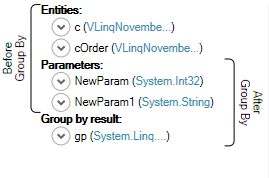 Entities:
c (VLinqNovembe...)
cOrder (VLinqNovembe...)
Parameters:
NewParam (System.Int32)
NewParam1 (System.String)
Group by result:
gp (System.Linq....)
Before
Group By
After
Group By